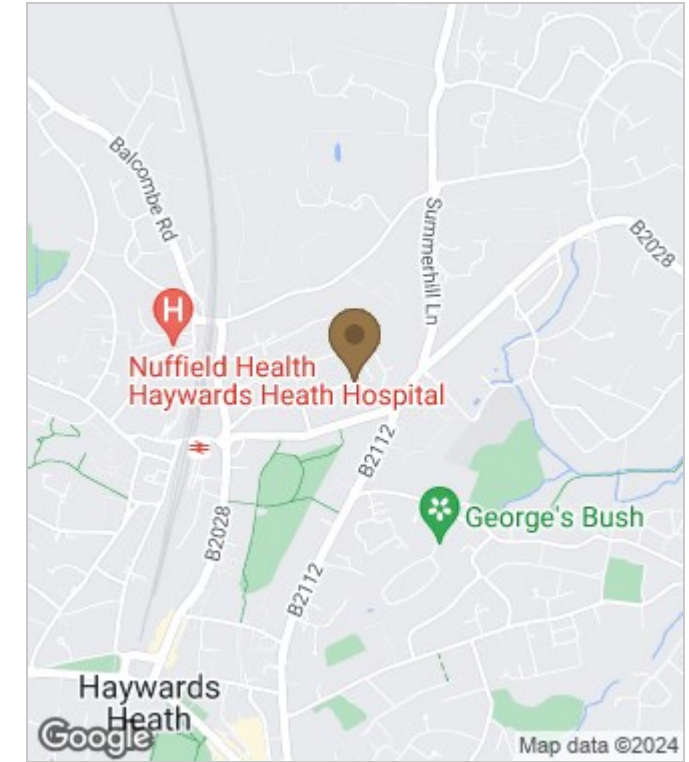 Balcombe Rd
Summerhill Ln
B2028
H
Nuffield Health
Haywards Heath Hospital
B2112
George's Bush
B2028
B2112
Haywards
Heath
Google
Map data ©2024